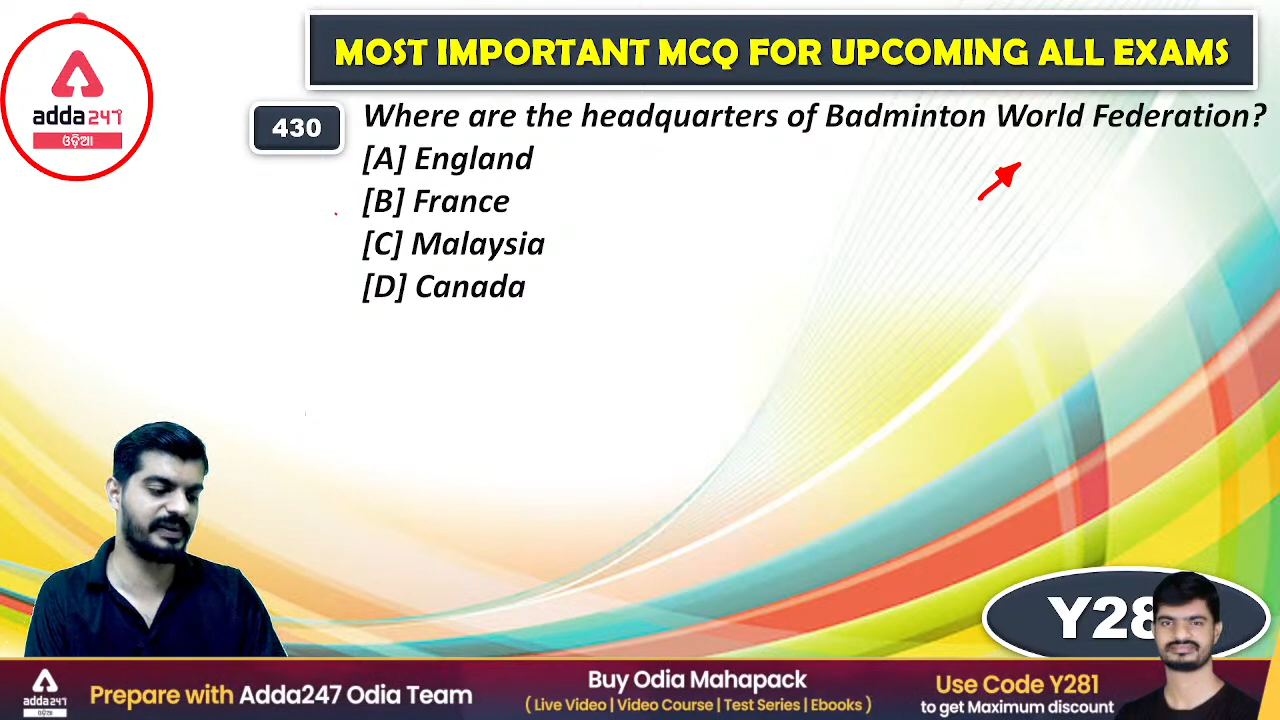 MOST IMPORTANT MCQ FOR UPCOMING ALL EXAMS
adda247
ଓଡ଼ିଆ
430
Where are the headquarters of Badminton World Federation?
[A] England
[B] France
[C] Malaysia
[D] Canada
Y28
adda247
ଓଡ଼ିଆ
Prepare with Adda247 Odia Team
Buy Odia Mahapack
( Live Video | Video Course | Test Series | Ebooks )
Use Code Y281
to get Maximum discount